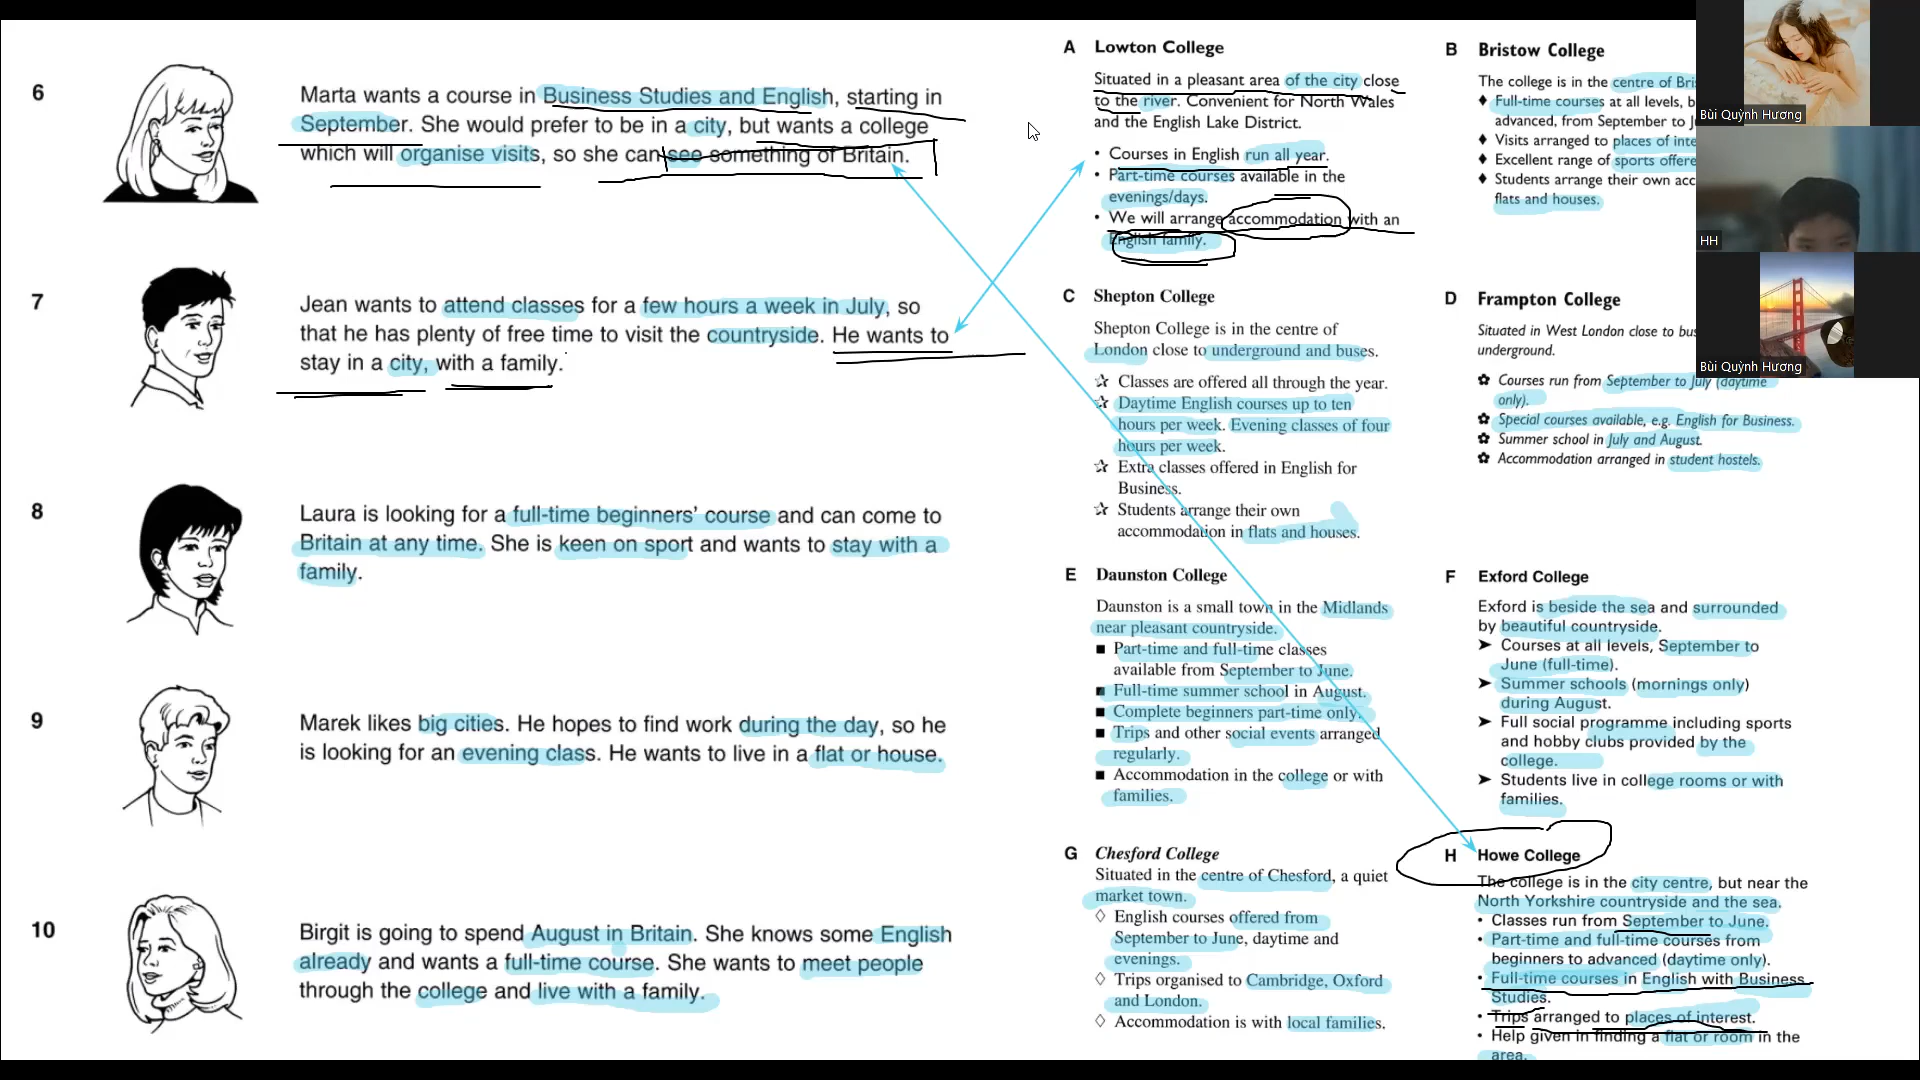 6
Marta wants a course in Business Studies and English, starting in
September. She would prefer to be in a city, but wants a college
which will organise visits, so she can see something of Britain.
7
Jean wants to attend classes for a few hours a week in July, so
that he has plenty of free time to visit the countryside. He wants to
stay in a city, with a family.
8
Laura is looking for a full-time beginners' course and can come to
Britain at any time. She is keen on sport and wants to stay with a
family.
9
Marek likes big cities. He hopes to find work during the day, so he
is looking for an evening class. He wants to live in a flat or house.
10
Birgit is going to spend August in Britain. She knows some English
already and wants a full-time course. She wants to meet people
through the college and live with a family.
A Lowton College
Situated in a pleasant area of the city close
to the river. Convenient for North Wales
and the English Lake District.
• Courses in English run all year.
• Part-time courses available in the
evenings/days.
• We will arrange accommodation with an
English family.
B Bristow College
The college is in the centre of
♦ Full-time courses at all levels,
advanced, from September to
♦ Visits arranged to places of
♦ Excellent range of sports
♦ Students arrange their own
flats and houses.
C Shepton College
Shepton College is in the centre of
London close to underground and buses.
☆ Classes are offered all through the year.
☆ Daytime English courses up to ten
hours per week. Evening classes of four
hours per week.
☆ Extra classes offered in English for
Business.
☆ Students arrange their own
accommodation in flats and houses.
D Frampton College
Situated in West London close to
underground.
✿ Courses run from September to July (daytime
only).
✿ Special courses available, e.g. English for Business.
✿ Summer school in July and August.
✿ Accommodation arranged in student hostels.
E Daunston College
Daunston is a small town in the Midlands
near pleasant countryside.
■ Part-time and full-time classes
available from September to June.
■ Full-time summer school in August.
■ Complete beginners part-time only.
■ Trips and other social events arranged
regularly.
■ Accommodation in the college or with
families.
F Exford College
Exford is beside the sea and surrounded
by beautiful countryside.
➤ Courses at all levels, September to
June (full-time).
➤ Summer schools (mornings only)
during August.
➤ Full social programme including sports
and hobby clubs provided by the
college.
➤ Students live in college rooms or with
families.
G Chesford College
Situated in the centre of Chesford, a quiet
market town.
◊ English courses offered from
September to June, daytime and
evenings.
◊ Trips organised to Cambridge, Oxford
and London.
◊ Accommodation is with local families.
H Howe College
The college is in the city centre, but near the
North Yorkshire countryside and the sea.
• Classes run from September to June.
• Part-time and full-time courses from
beginners to advanced (daytime only).
• Full-time courses in English with Business
Studies.
• Trips arranged to places of interest.
• Help given in finding a flat or room in the
area.
Bùi Quỳnh Hương
HH
Bùi Quỳnh Hương